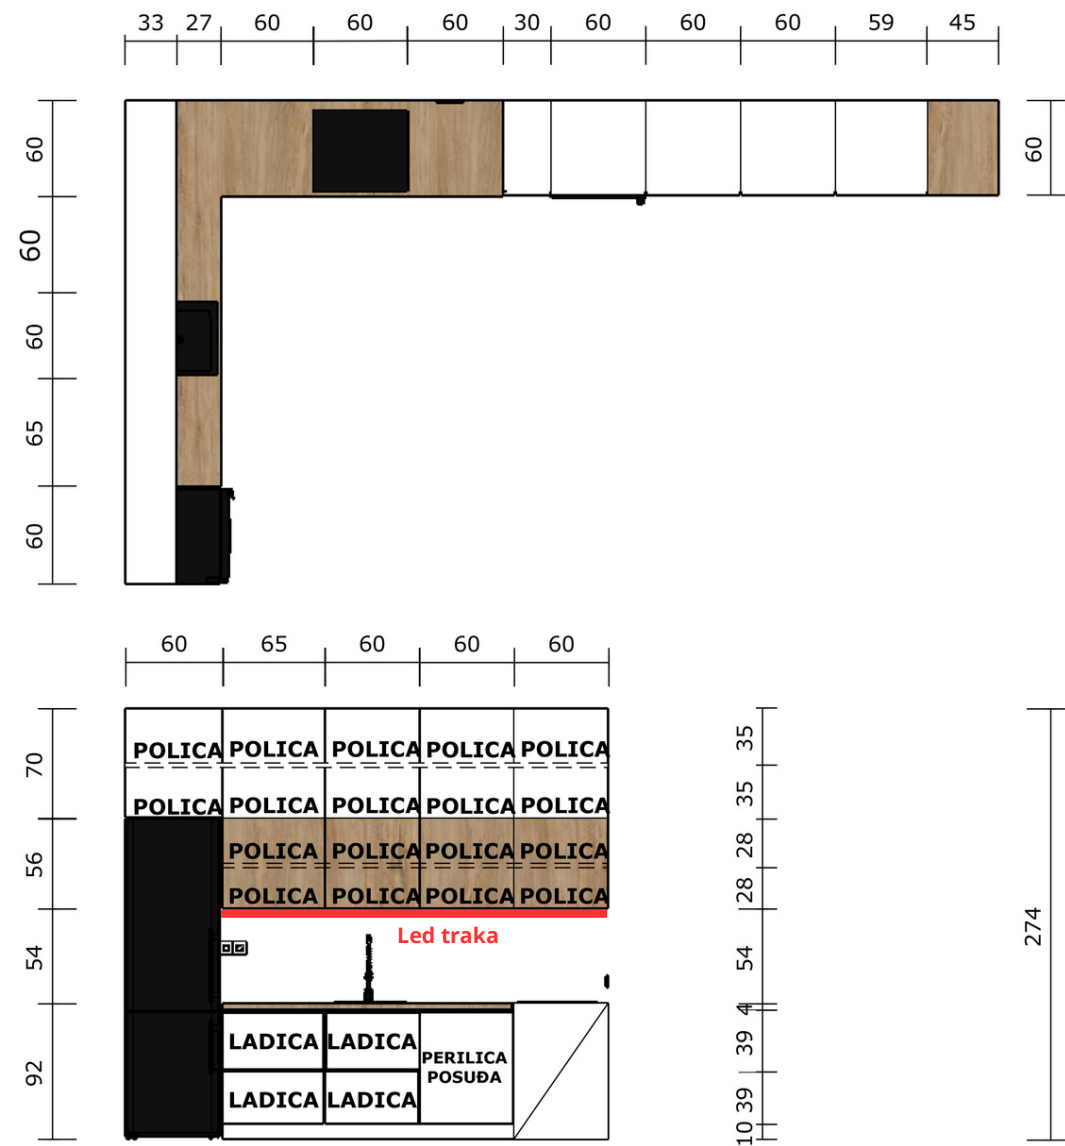 33 27 60 60 60 30 60 60 60 59 45
60
60
60
60
65
60
60 65 60 60 60
70
56
54
92
POLICA POLICA POLICA POLICA POLICA
POLICA POLICA POLICA POLICA POLICA
POLICA POLICA POLICA POLICA
POLICA POLICA POLICA POLICA
Led traka
LADICA LADICA
PERILICA
POSUĐA
LADICA LADICA
35
35
28
28
54
4
39
39
10
274